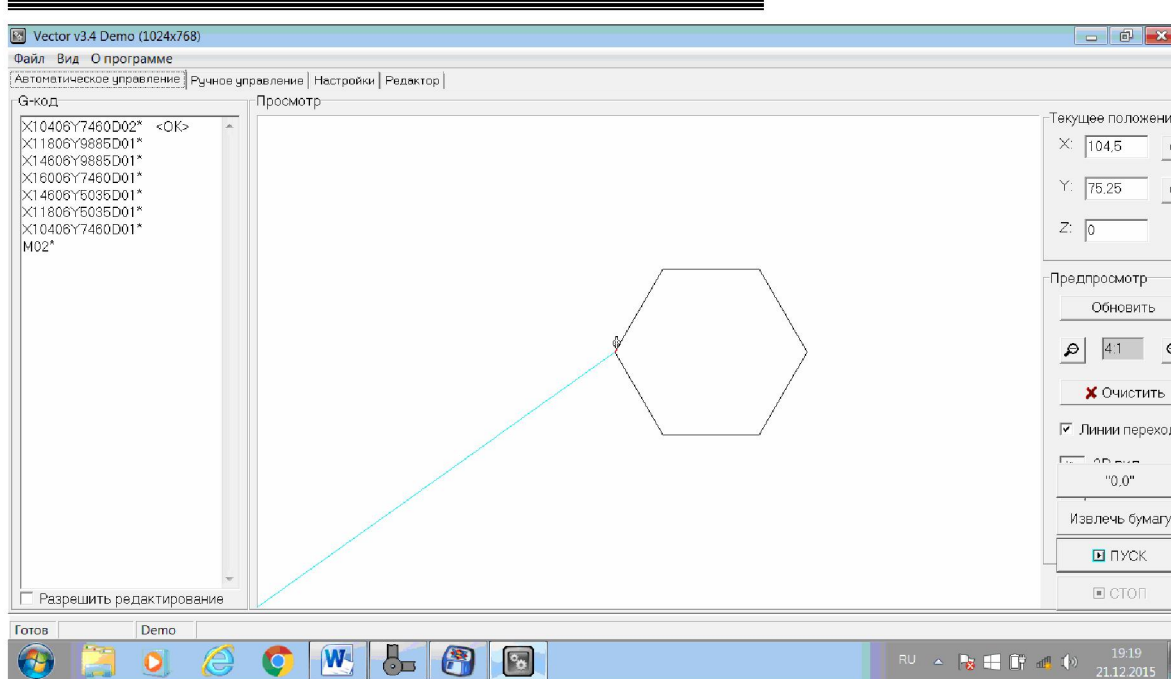 Vector v3.4 Demo (1024x768)
Файл Вид О программе
Автоматическое управление Ручное управление Настройки Редактор
G-код
X10406Y7460D02* <OK>
X11806Y9885D01*
X14606Y9885D01*
X16006Y7460D01*
X14606Y5035D01*
X11806Y5035D01*
X10406Y7460D01*
M02*
Разрешить редактирование
Просмотр
Текущее положени
X: 104,5
Y: 75,25
Z: 0
Предпросмотр
Обновить
4:1
Очистить
Линии переход
"0,0"
Извлечь бумагу
ПУСК
СТОП
Готов Demo
RU
19:19
21.12.2015